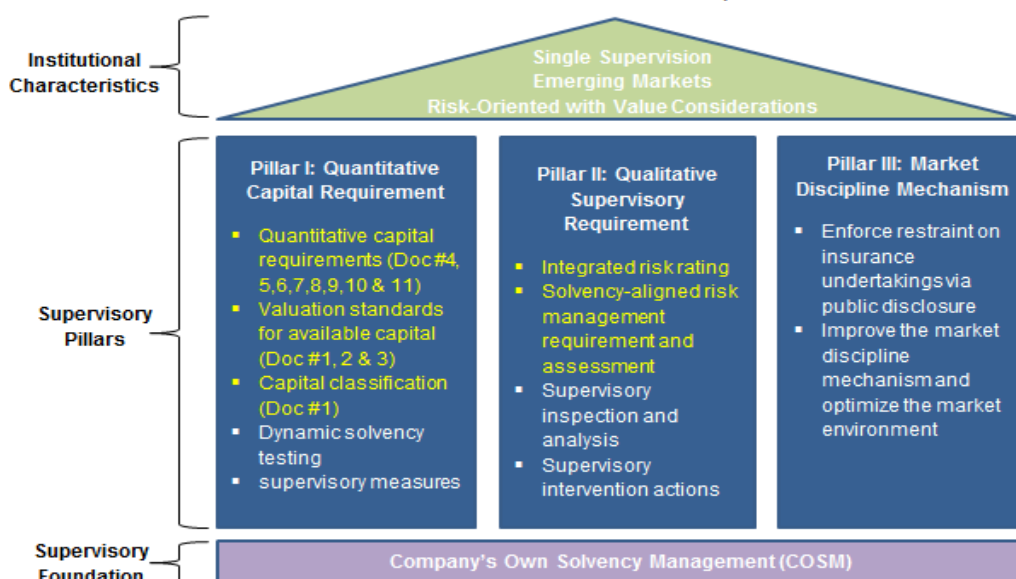 Institutional
Characteristics
Single Supervision
Emerging Markets
Risk-Oriented with Value Considerations
Supervisory
Pillars
Pillar I: Quantitative
Capital Requirement
▪ Quantitative capital
requirements (Doc #4,
5,6,7,8,9,10 & 11)
▪ Valuation standards
for available capital
(Doc #1, 2 & 3)
▪ Capital classification
(Doc #1)
▪ Dynamic solvency
testing
▪ supervisory measures
Pillar II: Qualitative
Supervisory
Requirement
▪ Integrated risk rating
▪ Solvency-aligned risk
management
requirement and
assessment
▪ Supervisory
inspection and
analysis
▪ Supervisory
intervention actions
Pillar III: Market
Discipline Mechanism
▪ Enforce restraint on
insurance
undertakings via
public disclosure
▪ Improve the market
discipline
mechanism and
optimize the market
environment
Supervisory
Foundation
Company's Own Solvency Management (COSM)